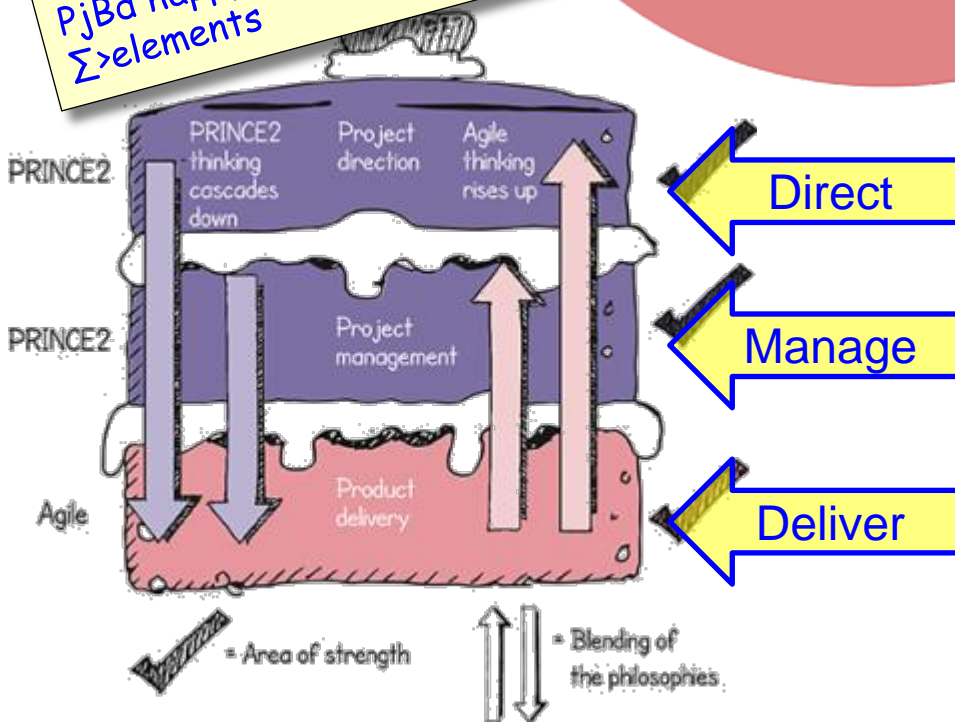 PjBd
Σ>elements
PRINCE2
thinking
cascades
down
Project
direction
Agile
thinking
rises up
PRINCE2
Direct
Project
management
PRINCE2
Manage
Product
delivery
Agile
Deliver
= Area of strength
= Blending of
the philosophies